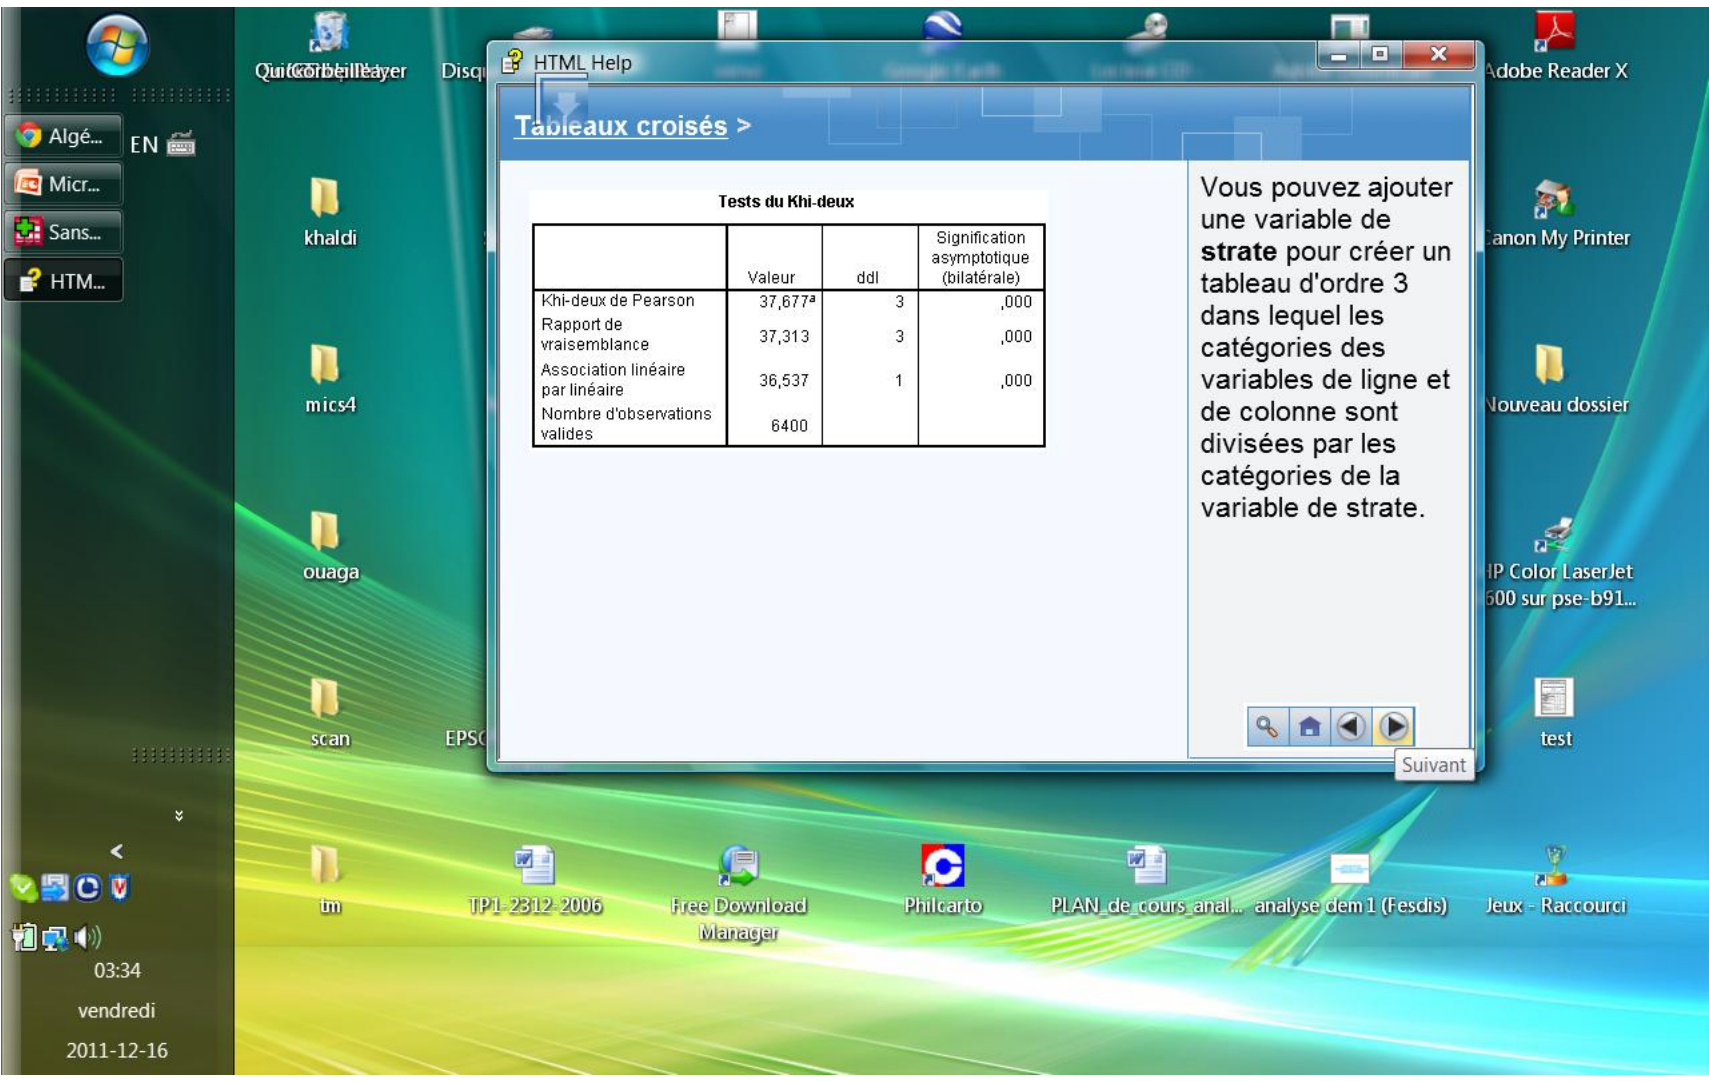 Adobe Reader X
Algé...
EN
Micr...
Sans...
HTM...
khaldi
mics4
ouaga
scan
HTML Help
Tableaux croisés >
Tests du Khi-deux
Valeur ddl Signification asymptotique (bilatérale)
Khi-deux de Pearson 37,677ª 3 ,000
Rapport de vraisemblance 37,313 3 ,000
Association linéaire par linéaire 36,537 1 ,000
Nombre d'observations valides 6400
Vous pouvez ajouter
une variable de
strate pour créer un
tableau d'ordre 3
dans lequel les
catégories des
variables de ligne et
de colonne sont
divisées par les
catégories de la
variable de strate.
Suivant
My Printer
Nouveau dossier
Color LaserJet
sur pse-b91...
test
tm
TP1-2312-2006
Free Download
Manager
Philcarto
PLAN_de_cours_anal...
analyse dem 1 (Fesdis)
Jeux - Raccourci
03:34
vendredi
2011-12-16